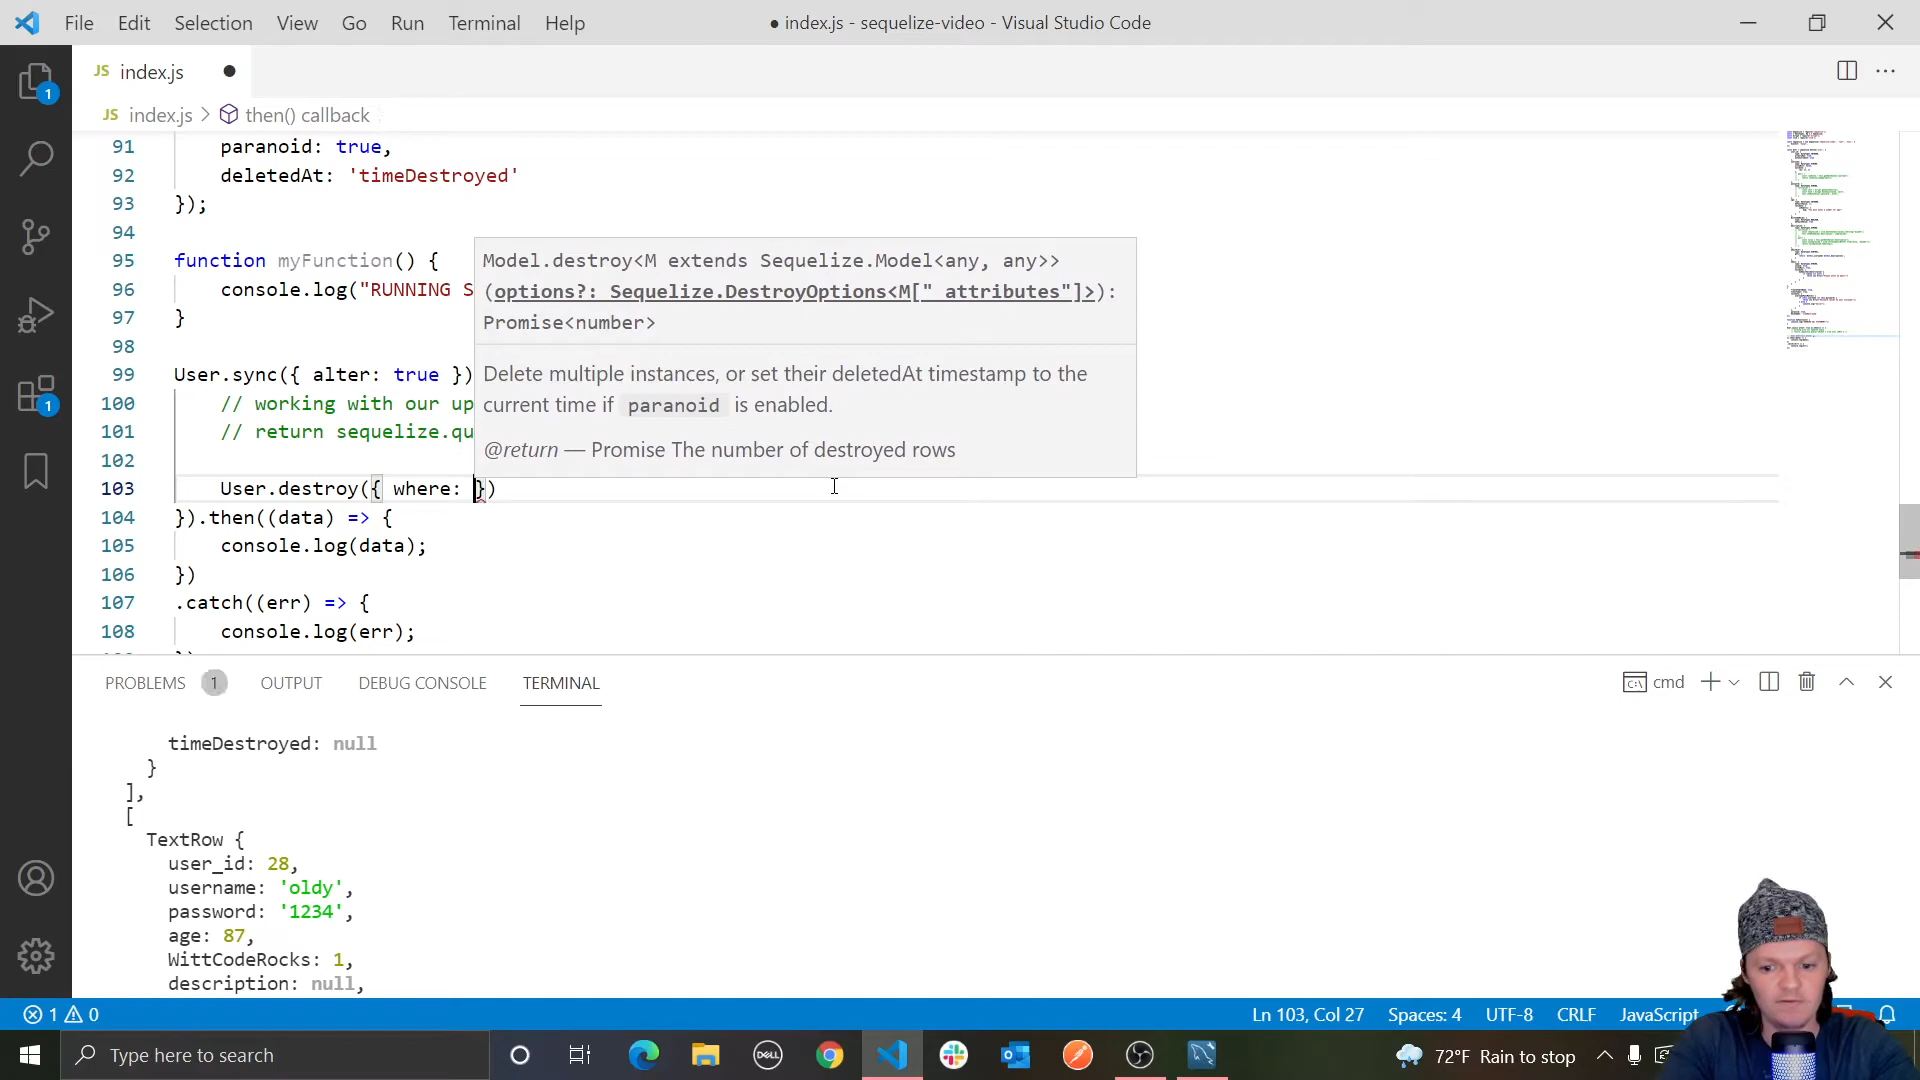 File Edit Selection View Go Run Terminal Help
● index.js - sequelize-video - Visual Studio Code
JS index.js ●
JS index.js > then() callback
91 paranoid: true,
92 deletedAt: 'timeDestroyed'
93 });
94
95 function myFunction() {
96 console.log("RUNNING S
97 }
98
99 User.sync({ alter: true })
100 // working with our up
101 // return sequelize.qu
102
103 User.destroy({ where: })
104 }).then((data) => {
105 console.log(data);
106 })
107 .catch((err) => {
108 console.log(err);
Model.destroy<M extends Sequelize.Model<any, any>>
(options?: Sequelize.DestroyOptions<M["_attributes"]>):
Promise<number>
Delete multiple instances, or set their deletedAt timestamp to the
current time if paranoid is enabled.
@return — Promise The number of destroyed rows
1
1
PROBLEMS 1 OUTPUT DEBUG CONSOLE TERMINAL
cmd
timeDestroyed: null
}
],
[
TextRow {
user_id: 28,
username: 'oldy',
password: '1234',
age: 87,
WittCodeRocks: 1,
description: null,
1 0
Ln 103, Col 27 Spaces: 4 UTF-8 CRLF JavaScript
Type here to search
DELL
72°F Rain to stop